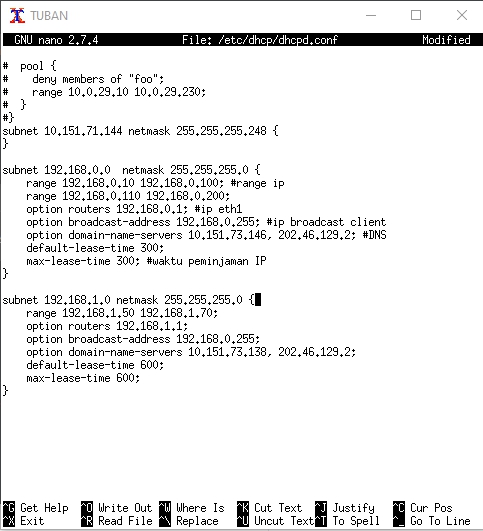 TUBAN
GNU nano 2.7.4 File: /etc/dhcp/dhcpd.conf Modified
#  pool {
#    deny members of "foo";
#    range 10.0.29.10 10.0.29.230;
#  }
#}
subnet 10.151.71.144 netmask 255.255.255.248 {
}
subnet 192.168.0.0  netmask 255.255.255.0 {
    range 192.168.0.10 192.168.0.100; #range ip
    range 192.168.0.110 192.168.0.200;
    option routers 192.168.0.1; #ip eth1
    option broadcast-address 192.168.0.255; #ip broadcast client
    option domain-name-servers 10.151.73.146, 202.46.129.2; #DNS
    default-lease-time 300;
    max-lease-time 300; #waktu peminjaman IP
}
subnet 192.168.1.0 netmask 255.255.255.0 {
    range 192.168.1.50 192.168.1.70;
    option routers 192.168.1.1;
    option broadcast-address 192.168.0.255;
    option domain-name-servers 10.151.73.138, 202.46.129.2;
    default-lease-time 600;
    max-lease-time 600;
}
^G Get Help ^O Write Out ^W Where Is ^K Cut Text ^J Justify ^C Cur Pos
^X Exit ^R Read File ^\ Replace ^U Uncut Text ^T To Spell ^_ Go To Line